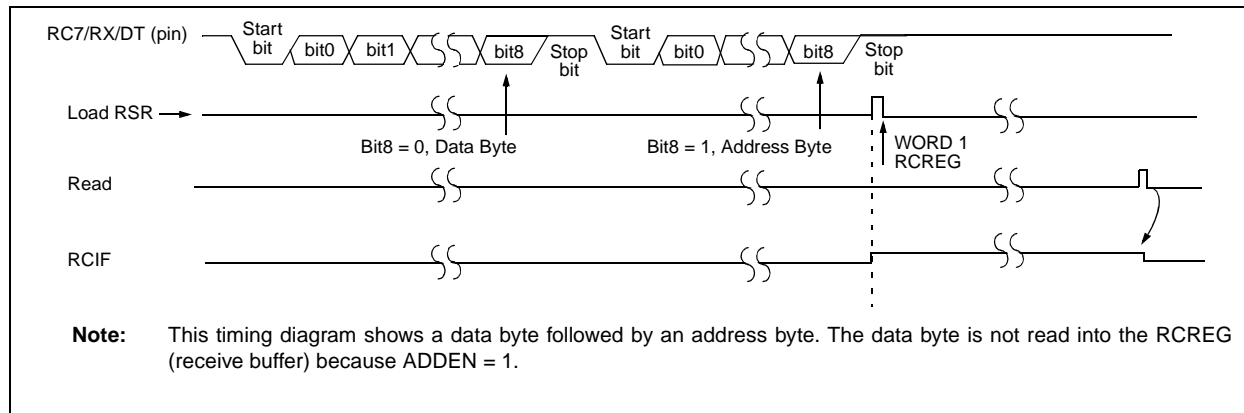 RC7/RX/DT (pin)
Start bit
bit0
bit1
bit8
Stop bit
Start bit
bit0
bit8
Stop bit
Load RSR
Bit8 = 0, Data Byte
Bit8 = 1, Address Byte
WORD 1
RCREG
Read
RCIF
Note: This timing diagram shows a data byte followed by an address byte. The data byte is not read into the RCREG
(receive buffer) because ADDEN = 1.